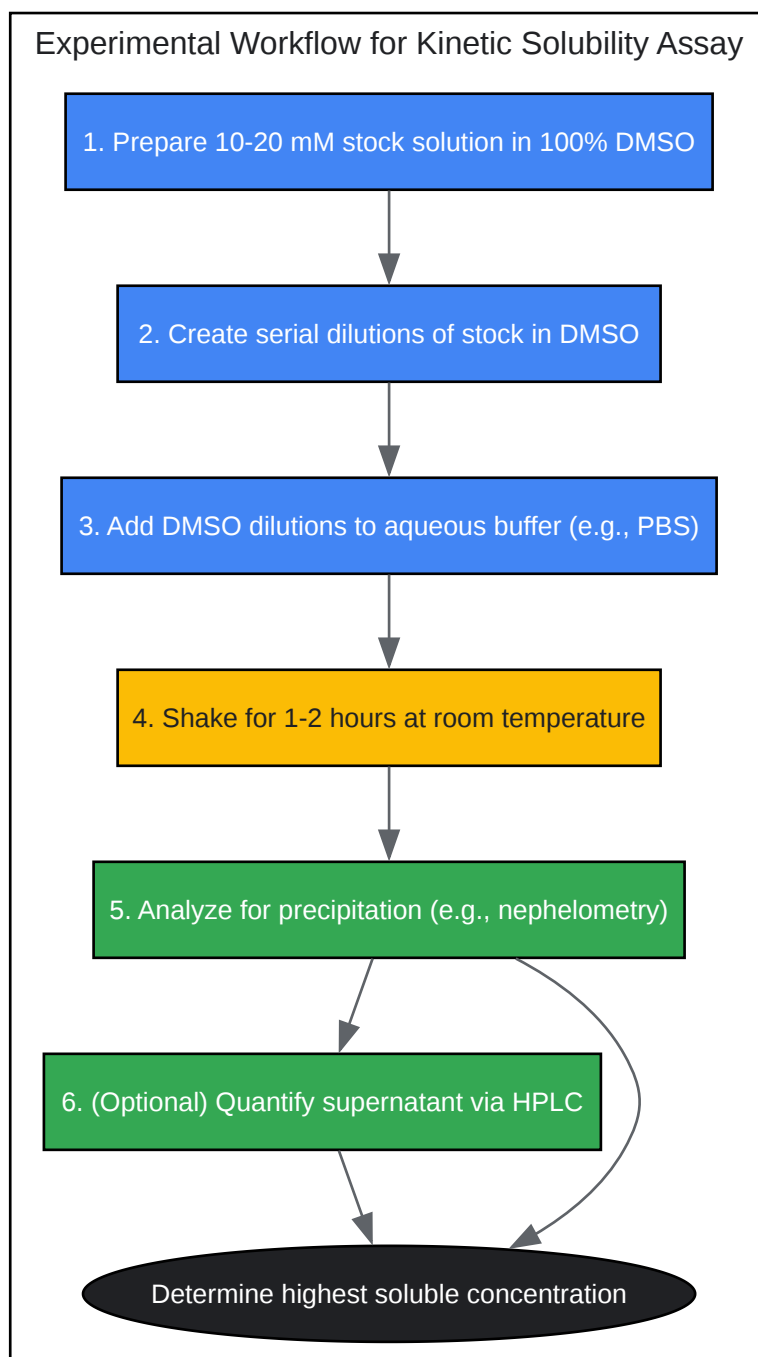 Experimental Workflow for Kinetic Solubility Assay
1. Prepare 10-20 mM stock solution in 100% DMSO
2. Create serial dilutions of stock in DMSO
3. Add DMSO dilutions to aqueous buffer (e.g., PBS)
4. Shake for 1-2 hours at room temperature
5. Analyze for precipitation (e.g., nephelometry)
6. (Optional) Quantify supernatant via HPLC
Determine highest soluble concentration